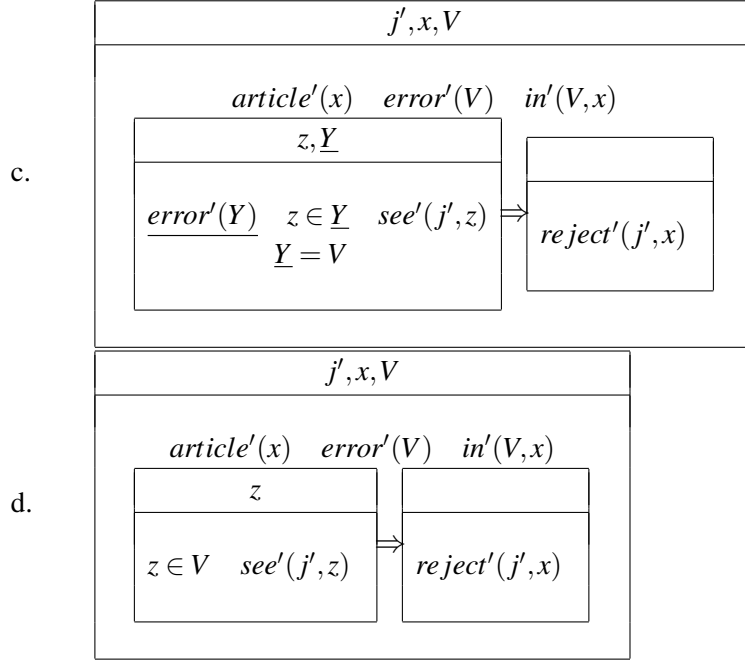 c.
j′, x, V
article′(x) error′(V) in′(V, x)
z, Y
error′(Y) z ∈ Y see′(j′, z) ⇒ reject′(j′, x)
Y = V
d.
j′, x, V
article′(x) error′(V) in′(V, x)
z
z ∈ V see′(j′, z) ⇒ reject′(j′, x)